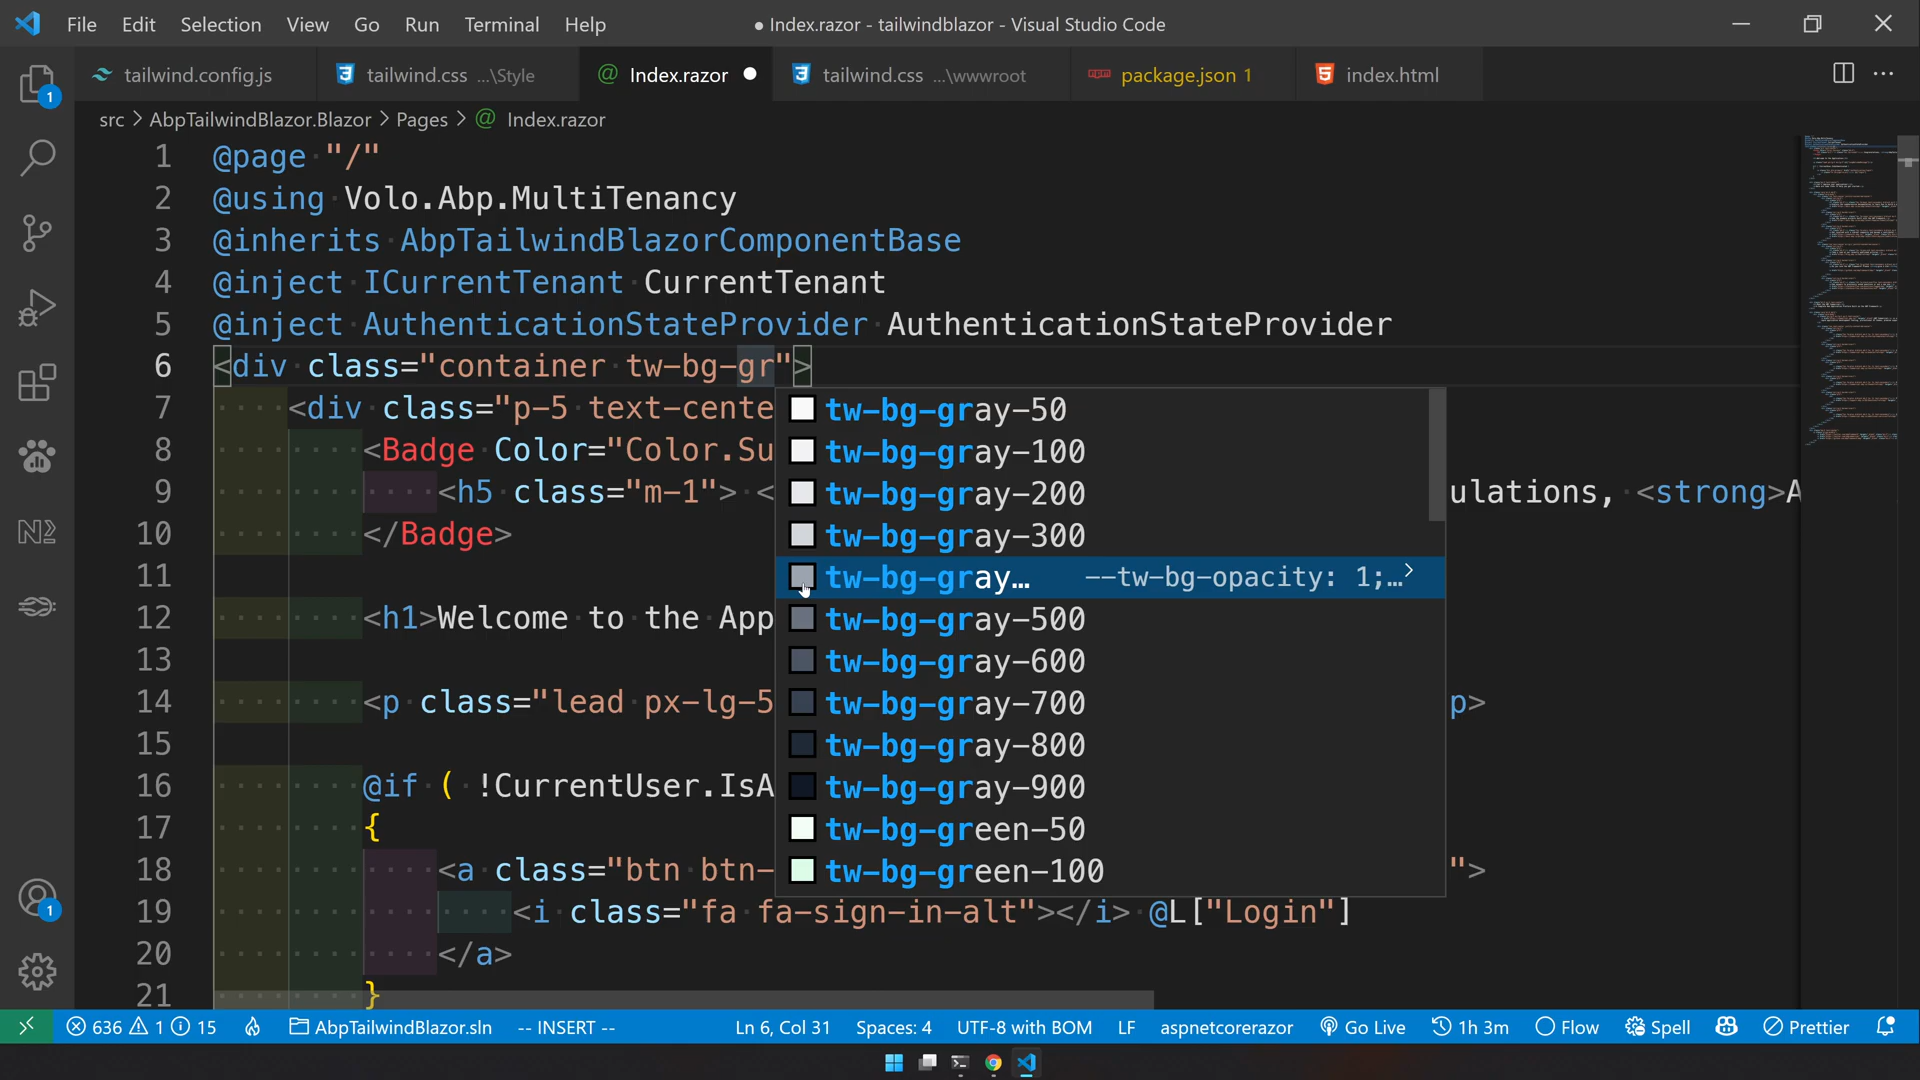 File Edit Selection View Go Run Terminal Help ● Index.razor - tailwindblazor - Visual Studio Code
tailwind.config.js tailwind.css ...\Style Index.razor tailwind.css ...\wwwroot package.json 1 index.html
src > AbpTailwindBlazor.Blazor > Pages > Index.razor
1 @page "/"
2 @using Volo.Abp.MultiTenancy
3 @inherits AbpTailwindBlazorComponentBase
4 @inject ICurrentTenant CurrentTenant
5 @inject AuthenticationStateProvider AuthenticationStateProvider
6 <div class="container tw-bg-gr">
7 <div class="p-5 text-cente
8 <Badge Color="Color.Su
9 <h5 class="m-1"> < ulations, <strong>A
10 </Badge>
11
12 <h1>Welcome to the App
13
14 <p class="lead px-lg-5 p>
15
16 @if ( !CurrentUser.IsA
17 {
18 <a class="btn btn- ">
19 <i class="fa fa-sign-in-alt"></i> @L["Login"]
20 </a>
21 }
tw-bg-gray-50
tw-bg-gray-100
tw-bg-gray-200
tw-bg-gray-300
tw-bg-gray… --tw-bg-opacity: 1;… >
tw-bg-gray-500
tw-bg-gray-600
tw-bg-gray-700
tw-bg-gray-800
tw-bg-gray-900
tw-bg-green-50
tw-bg-green-100
1
1
636 1 15 AbpTailwindBlazor.sln -- INSERT -- Ln 6, Col 31 Spaces: 4 UTF-8 with BOM LF aspnetcorerazor Go Live 1h 3m Flow Spell Prettier